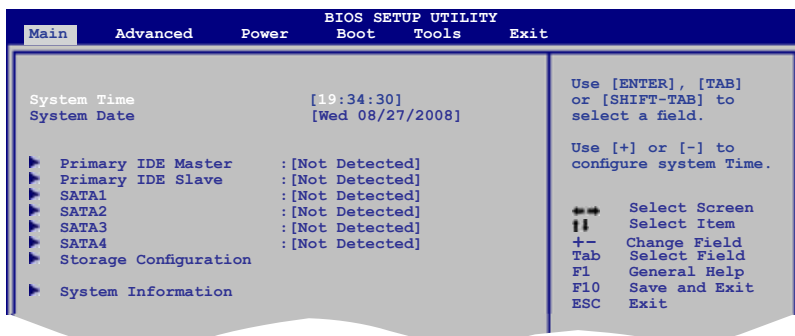 BIOS SETUP UTILITY
Main Advanced Power Boot Tools Exit
System Time [19:34:30]
System Date [Wed 08/27/2008]
Primary IDE Master :[Not Detected]
Primary IDE Slave :[Not Detected]
SATA1 :[Not Detected]
SATA2 :[Not Detected]
SATA3 :[Not Detected]
SATA4 :[Not Detected]
Storage Configuration
System Information
Use [ENTER], [TAB]
or [SHIFT-TAB] to
select a field.
Use [+] or [-] to
configure system Time.
Select Screen
Select Item
+- Change Field
Tab Select Field
F1 General Help
F10 Save and Exit
ESC Exit